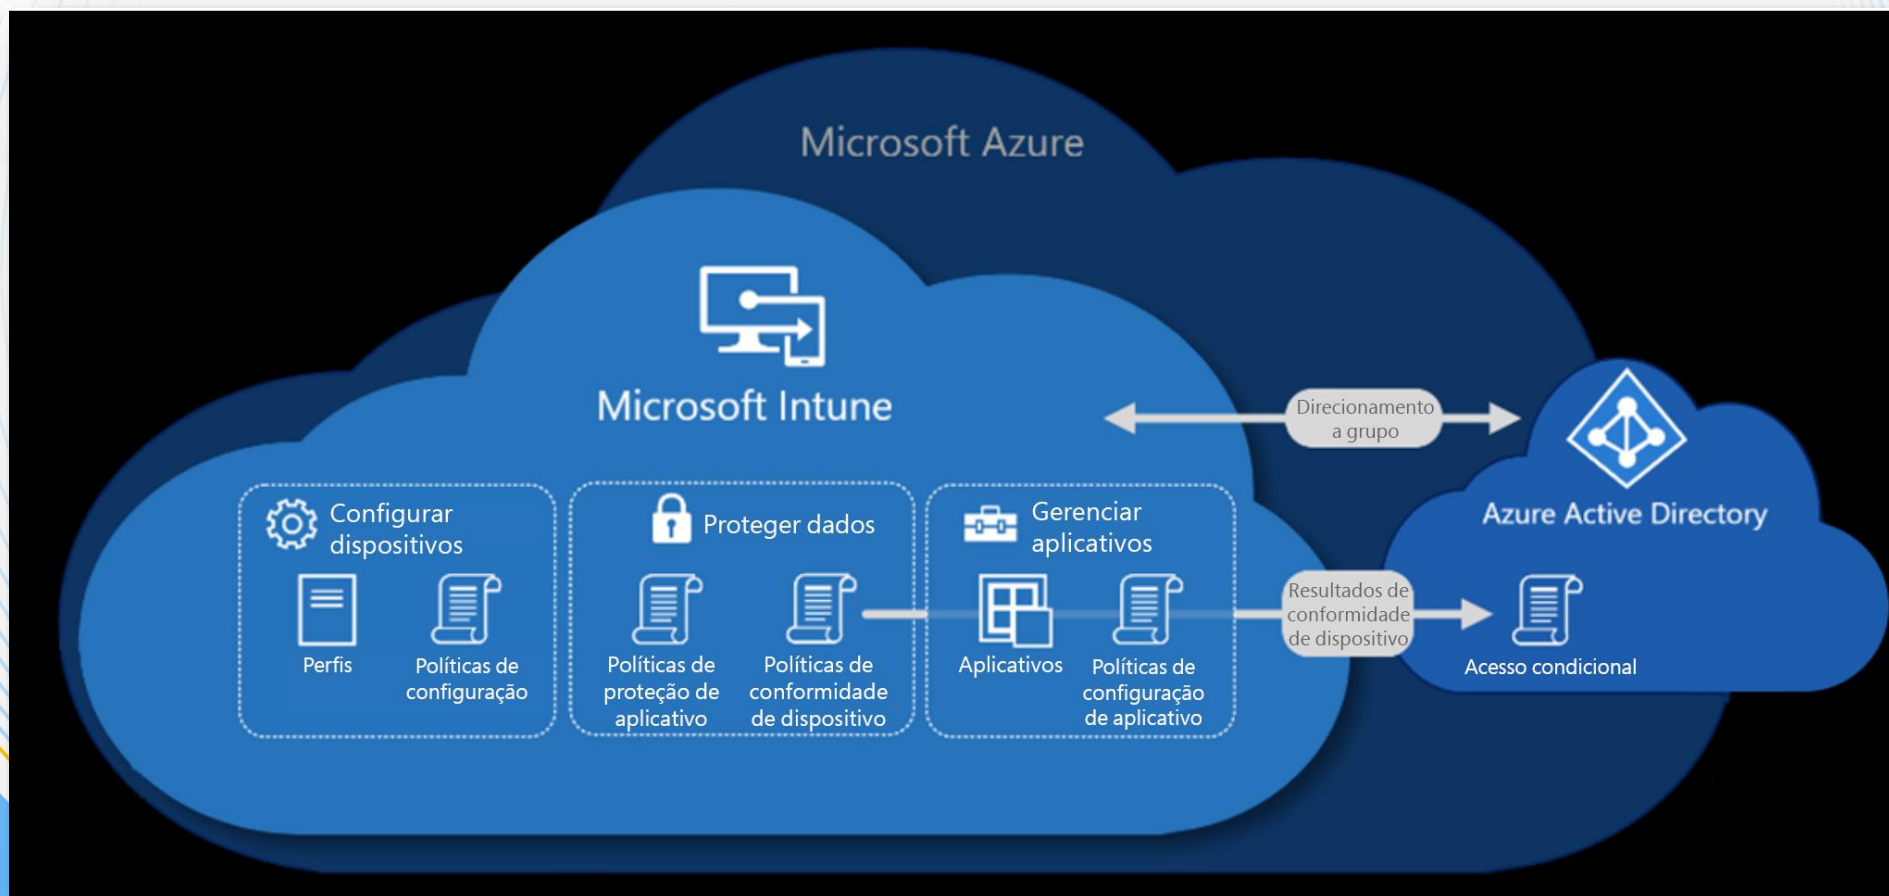 Microsoft Azure
Microsoft Intune
Direcionamento
a grupo
Azure Active Directory
Configurar
dispositivos
Proteger dados
Gerenciar
aplicativos
Perfis
Políticas de
configuração
Políticas de
proteção de
aplicativo
Políticas de
conformidade
de dispositivo
Aplicativos
Políticas de
configuração
de aplicativo
Resultados de
conformidade
de dispositivo
Acesso condicional